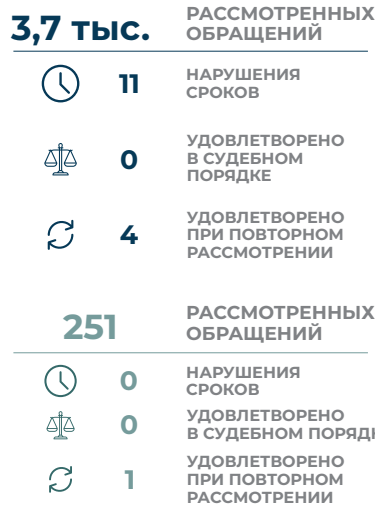 3,7 тыс.
РАССМОТРЕННЫХ
ОБРАЩЕНИЙ
11
НАРУШЕНИЯ
СРОКОВ
0
УДОВЛЕТВОРЕНО
В СУДЕБНОМ
ПОРЯДКЕ
4
УДОВЛЕТВОРЕНО
ПРИ ПОВТОРНОМ
РАССМОТРЕНИИ
251
РАССМОТРЕННЫХ
ОБРАЩЕНИЙ
0
НАРУШЕНИЯ
СРОКОВ
0
УДОВЛЕТВОРЕНО
В СУДЕБНОМ
1
УДОВЛЕТВОРЕНО
ПРИ ПОВТОРНОМ
РАССМОТРЕНИИ